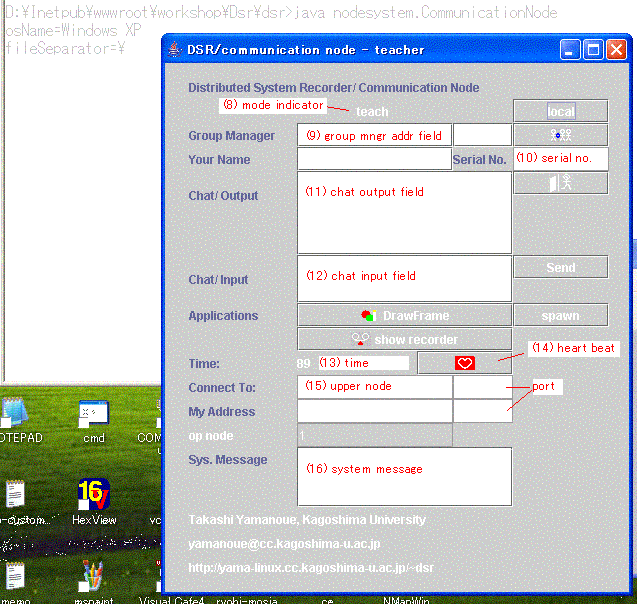 D:¥Inetpub¥wwwroot¥workshop¥Dsr¥dsr>java nodesystem.CommunicationNode
osName=Windows XP
fileSeparator=¥
DSR/communication node - teacher
Distributed System Recorder/ Communication Node
(8) mode indicator
teach
local
Group Manager
(9) group mngr addr field
Your Name
Serial No.
(10) serial no.
Chat/ Output
(11) chat output field
Chat/ Input
(12) chat input field
Send
Applications
DrawFrame
spawn
show recorder
(14) heart beat
Time:
89
(13) time
Connect To:
(15) upper node
port
My Address
op node
1
Sys. Message
(16) system message
Takashi Yamanoue, Kagoshima University
yamanoue@cc.kagoshima-u.ac.jp
http://yama-linux.cc.kagoshima-u.ac.jp/~dsr
OTEPAD
cmd
COM
16
-custom...
HexView
vc
memo
mspaint
Visual Cafe4
ryobi-mosia
ce
NMapWin